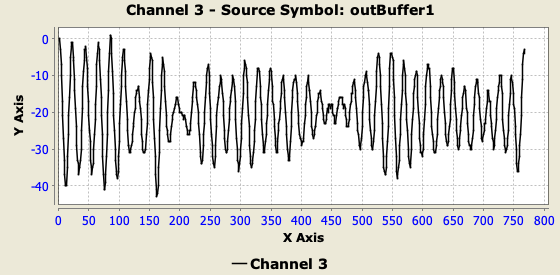 Channel 3 - Source Symbol: outBuffer1
0
-10
-20
-30
-40
Y Axis
0 50 100 150 200 250 300 350 400 450 500 550 600 650 700 750 800
X Axis
Channel 3